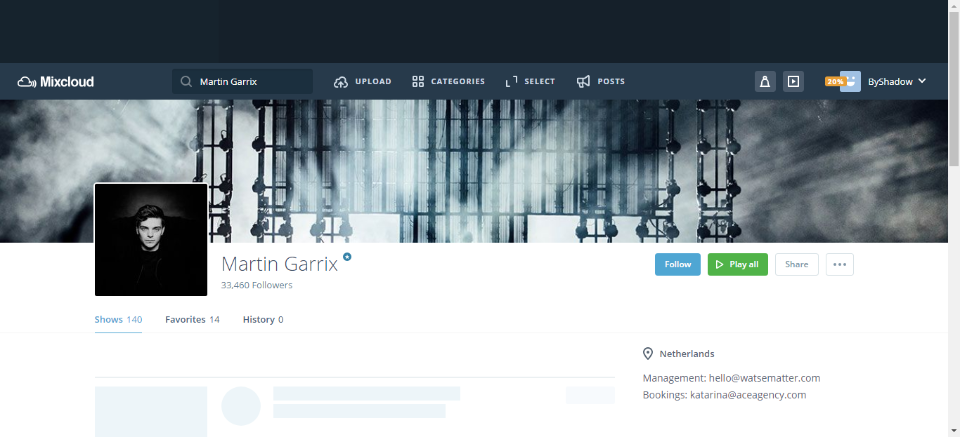 Mixcloud
Martin Garrix
UPLOAD
CATEGORIES
SELECT
POSTS
20%
ByShadow
Martin Garrix
33,460 Followers
Follow
Play all
Share
Shows 140
Favorites 14
History 0
Netherlands
Management: hello@watsematter.com
Bookings: katarina@aceagency.com